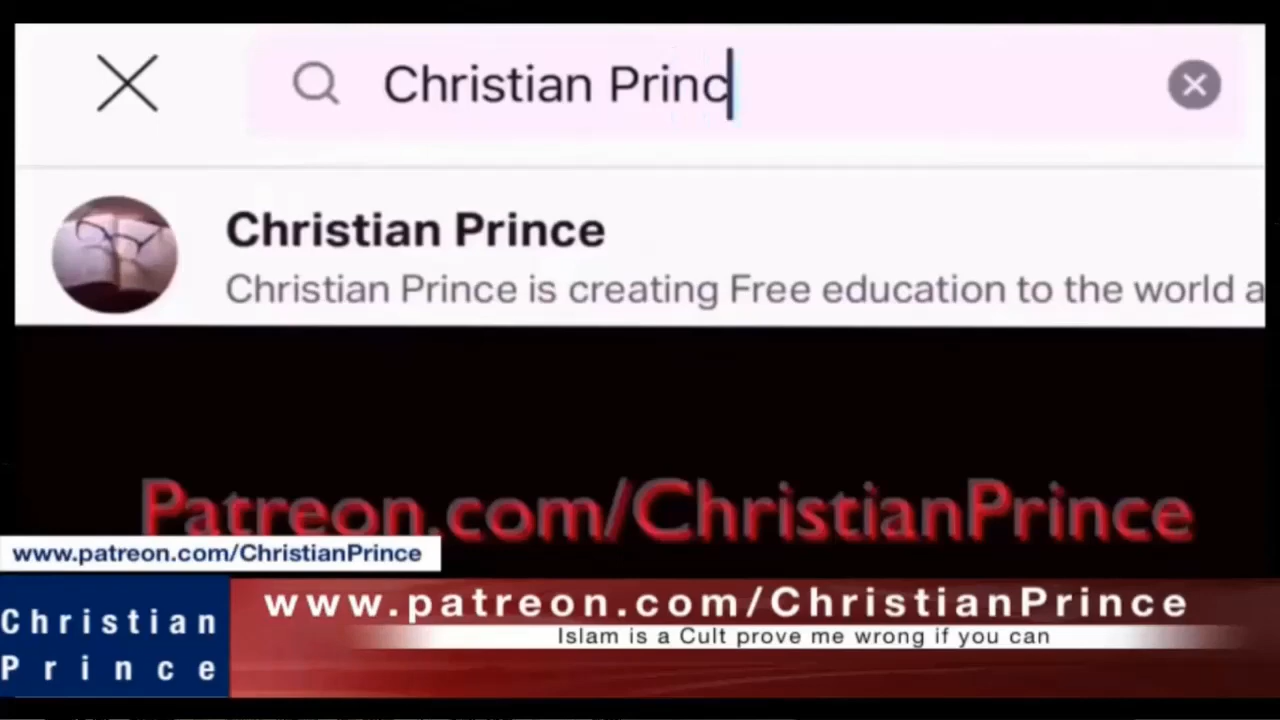 Christian Princ
Christian Prince
Christian Prince is creating Free education to the world a
Patreon.com/ChristianPrince
www.patreon.com/ChristianPrince
www.patreon.com/ChristianPrince
Islam is a Cult prove me wrong if you can
Christian
Prince